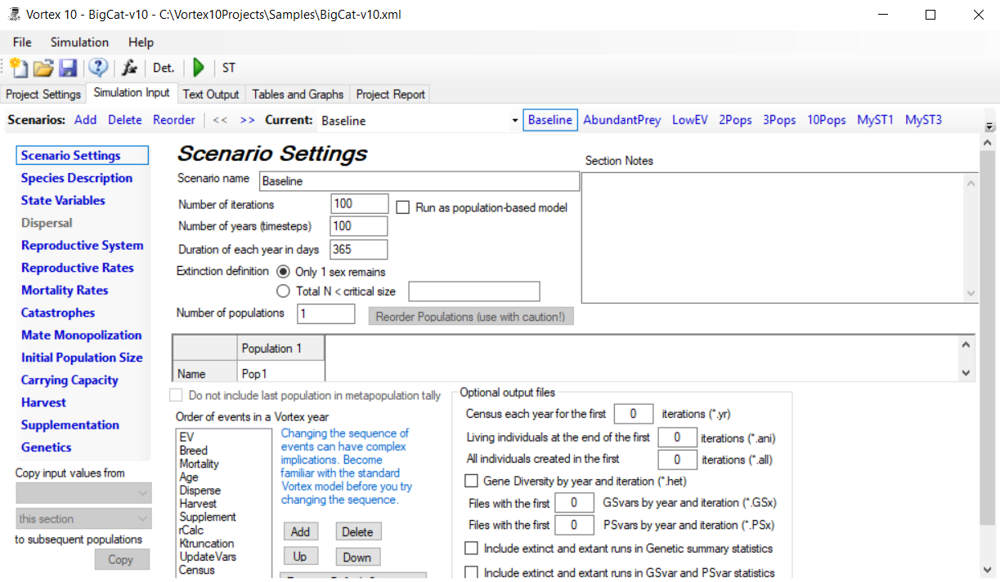 Vortex 10 - BigCat-v10 - C:\Vortex10Projects\Samples\BigCat-v10.xml
File Simulation Help
fx Det. ST
Project Settings Simulation Input Text Output Tables and Graphs Project Report
Scenarios: Add Delete Reorder << >> Current: Baseline Baseline AbundantPrey LowEV 2Pops 3Pops 10Pops MyST1 MyST3
Scenario Settings
Species Description
State Variables
Dispersal
Reproductive System
Reproductive Rates
Mortality Rates
Catastrophes
Mate Monopolization
Initial Population Size
Carrying Capacity
Harvest
Supplementation
Genetics
Copy input values from
this section
to subsequent populations
Copy
Scenario Settings
Scenario name Baseline
Number of iterations 100 Run as population-based model
Number of years (timesteps) 100
Duration of each year in days 365
Extinction definition Only 1 sex remains
Total N < critical size
Number of populations 1 Reorder Populations (use with caution!)
Section Notes
Population 1
Name Pop1
Do not include last population in metapopulation tally
Order of events in a Vortex year
EV
Breed
Mortality
Age
Disperse
Harvest
Supplement
rCalc
Ktruncation
UpdateVars
Census
Changing the sequence of
events can have complex
implications. Become
familiar with the standard
Vortex model before you try
changing the sequence.
Add Delete
Up Down
Optional output files
Census each year for the first 0 iterations (*.yr)
Living individuals at the end of the first 0 iterations (*.ani)
All individuals created in the first 0 iterations (*.all)
Gene Diversity by year and iteration (*.het)
Files with the first 0 GSvars by year and iteration (*.GSx)
Files with the first 0 PSvars by year and iteration (*.PSx)
Include extinct and extant runs in Genetic summary statistics
Include extinct and extant runs in GSvar and PSvar statistics